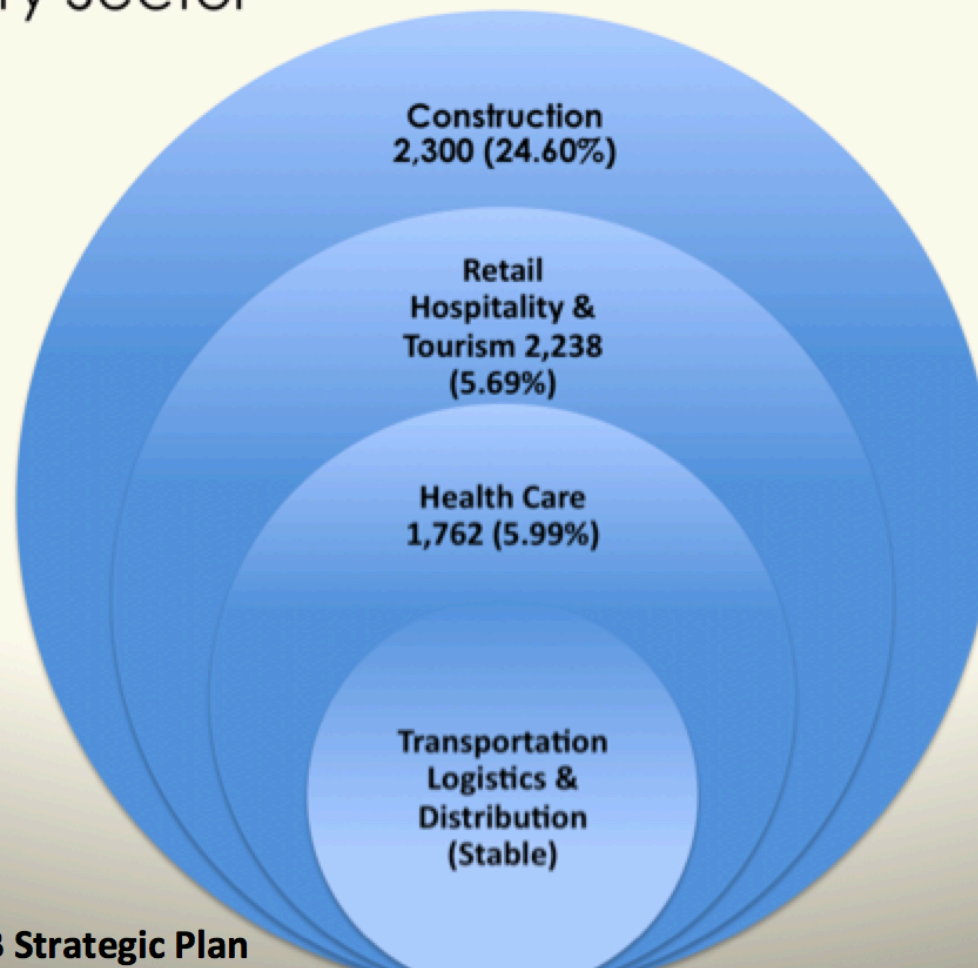 Sector
Construction
2,300 (24.60%)
Retail
Hospitality &
Tourism 2,238
(5.69%)
Health Care
1,762 (5.99%)
Transportation
Logistics &
Distribution
(Stable)
Strategic Plan